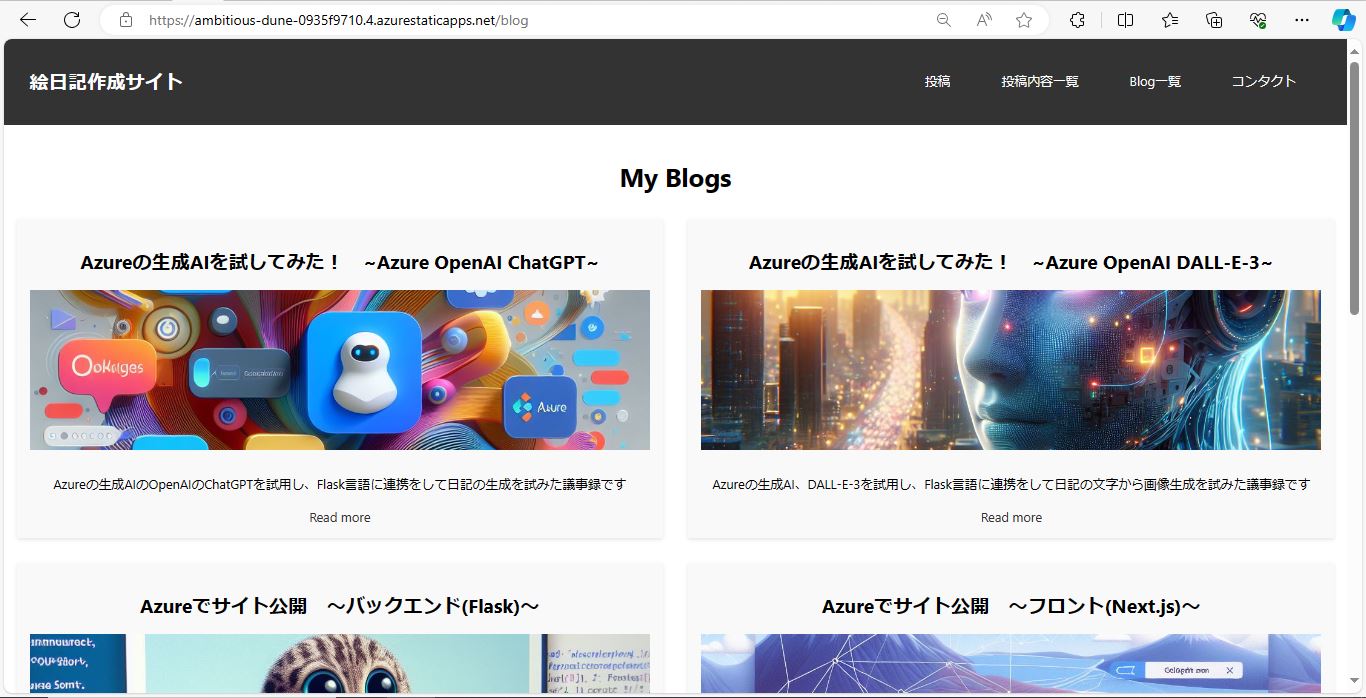 https://ambitious-dune-0935f9710.4.azurestaticapps.net/blog
絵日記作成サイト
投稿
投稿内容一覧
Blog一覧
コンタクト
My Blogs
Azureの生成AIを試してみた！　~Azure OpenAI ChatGPT~
Azureの生成AIを試してみた！　~Azure OpenAI DALL-E-3~
Azureの生成AIのOpenAIのChatGPTを試用し、Flask言語に連携をして日記の生成を試みた議事録です
Azureの生成AI、DALL-E-3を試用し、Flask言語に連携をして日記の文字から画像生成を試みた議事録です
Read more
Read more
Azureでサイト公開　～バックエンド(Flask)～
Azureでサイト公開　～フロント(Next.js)～